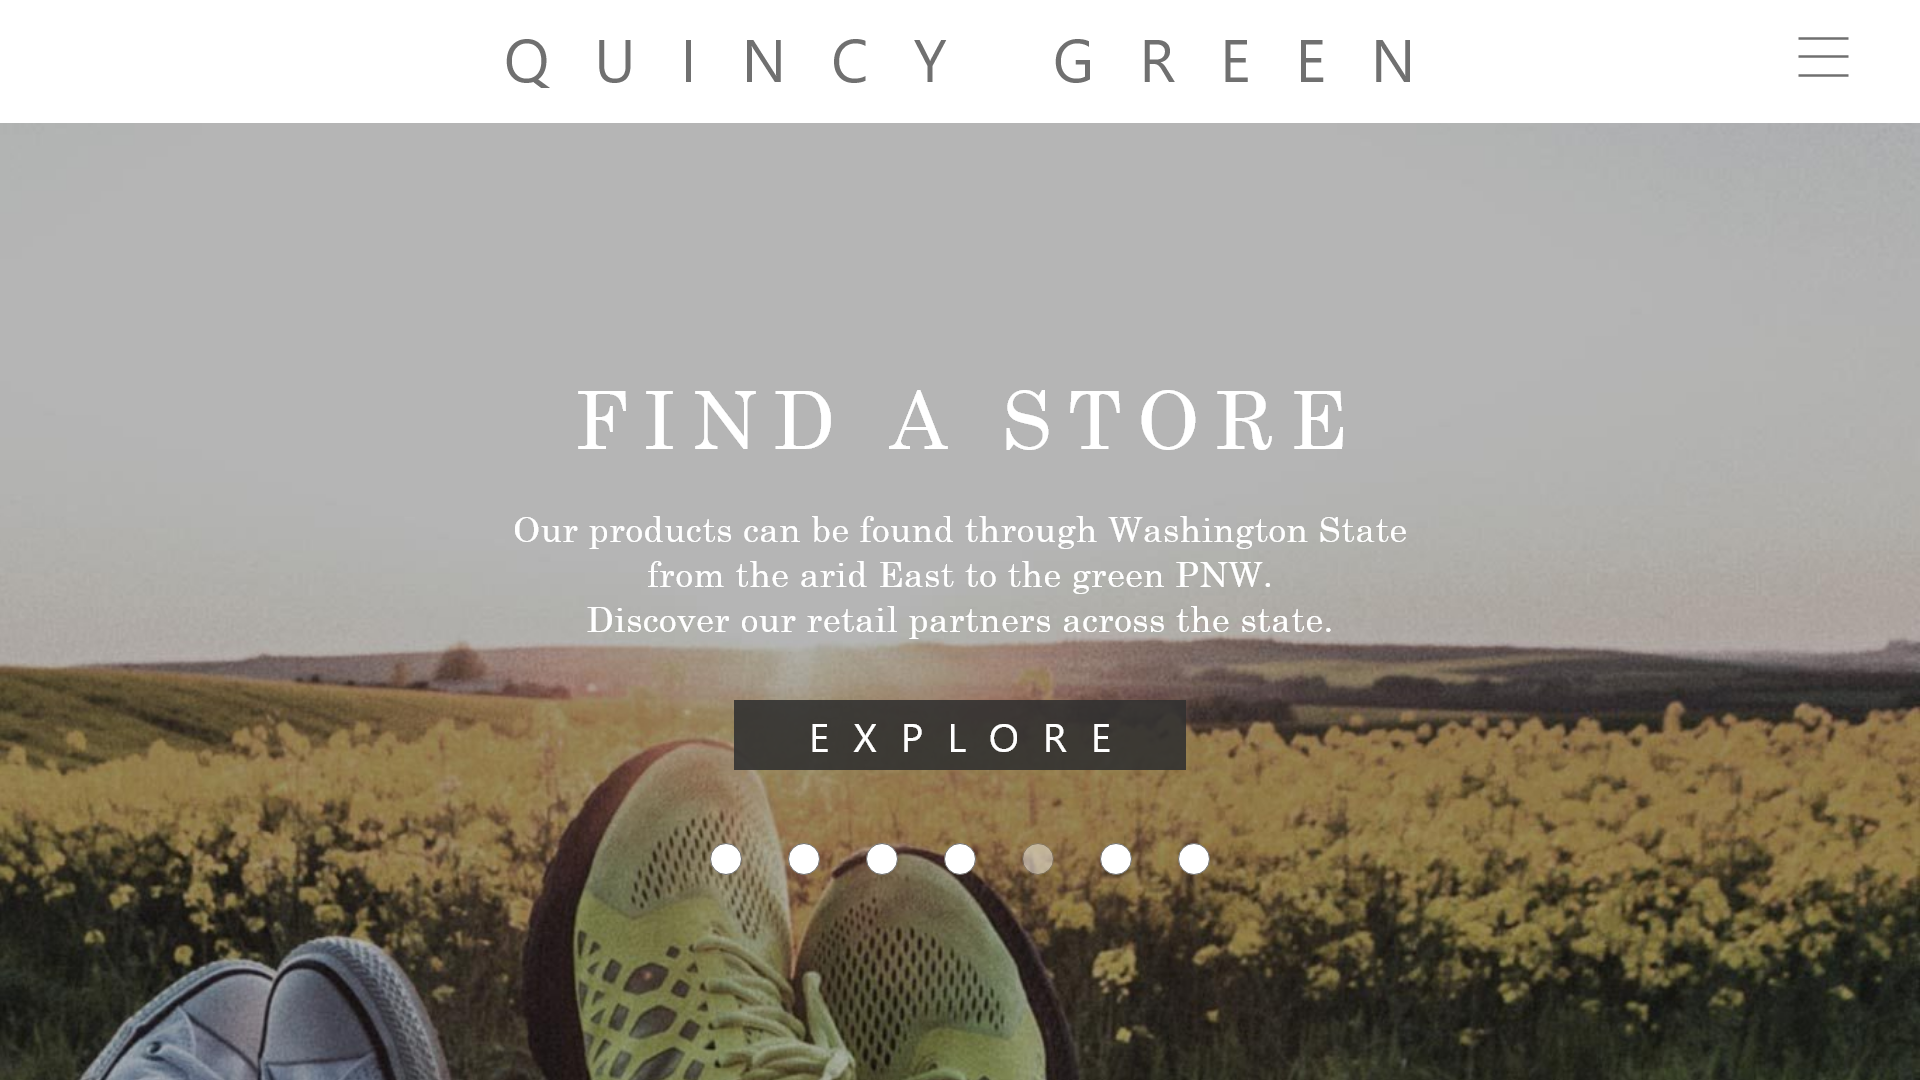 QUINCY GREEN
FIND A STORE
Our products can be found through Washington State
from the arid East to the green PNW.
Discover our retail partners across the state.
EXPLORE